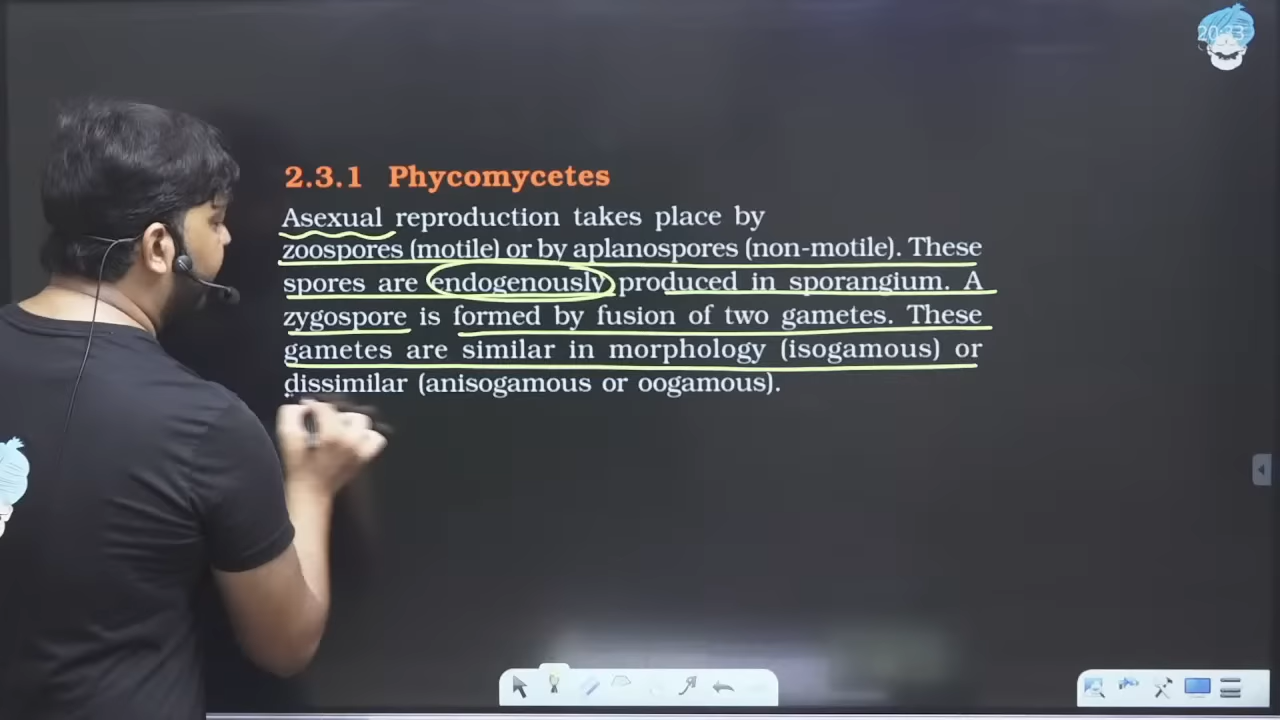 20:33
2.3.1 Phycomycetes
Asexual reproduction takes place by
zoospores (motile) or by aplanospores (non-motile). These
spores are endogenously produced in sporangium. A
zygospore is formed by fusion of two gametes. These
gametes are similar in morphology (isogamous) or
dissimilar (anisogamous or oogamous).